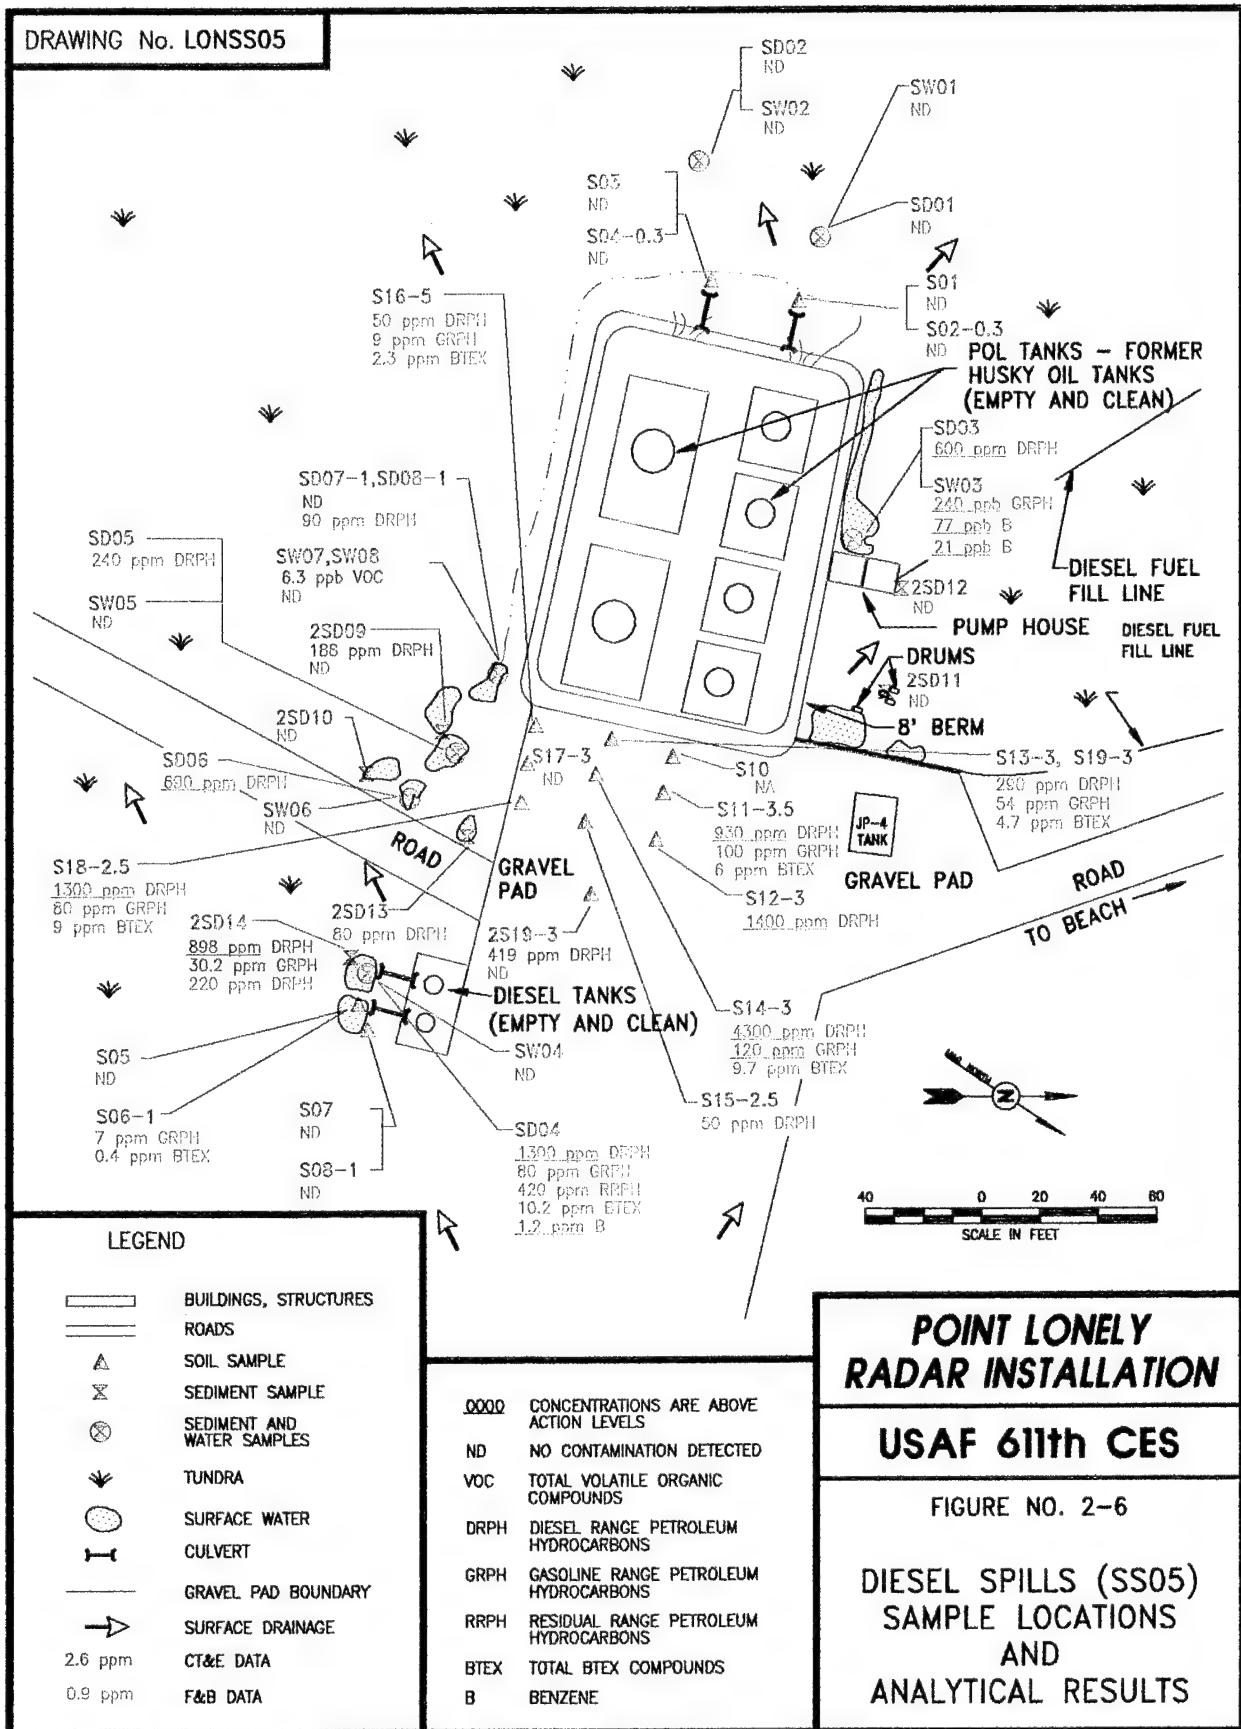 DRAWING No. LONSS05
SD02
ND
SW02
ND
SW01
ND
S03
ND
S04-0.3
ND
SD01
ND
S16-5
50 ppm DRPH
9 ppm GRPH
2.3 ppm BTEX
S01
ND
S02-0.3
ND
POL TANKS - FORMER
HUSKY OIL TANKS
(EMPTY AND CLEAN)
SD03
600 ppm DRPH
SW03
240 ppb GRPH
77 ppb B
21 ppb B
SD07-1,SD08-1
ND
90 ppm DRPH
SD05
240 ppm DRPH
SW07,SW08
6.3 ppb VOC
ND
SW05
ND
DIESEL FUEL
FILL LINE
2SD12
ND
PUMP HOUSE
DIESEL FUEL
FILL LINE
2SD09
188 ppm DRPH
ND
DRUMS
2SD11
ND
2SD10
ND
8' BERM
SD06
690 ppm DRPH
S17-3
ND
S10
NA
S13-3, S19-3
290 ppm DRPH
54 ppm GRPH
4.7 ppm BTEX
SW06
ND
S11-3.5
930 ppm DRPH
100 ppm GRPH
6 ppm BTEX
JP-4
TANK
ROAD
GRAVEL
PAD
GRAVEL PAD
ROAD
TO BEACH
S18-2.5
1300 ppm DRPH
80 ppm GRPH
9 ppm BTEX
S12-3
1400 ppm DRPH
2SD13
80 ppm DRPH
2SD14
898 ppm DRPH
30.2 ppm GRPH
220 ppm DRPH
2S19-3
419 ppm DRPH
ND
DIESEL TANKS
(EMPTY AND CLEAN)
S14-3
4300 ppm DRPH
120 ppm GRPH
9.7 ppm BTEX
S05
ND
SW04
ND
S15-2.5
50 ppm DRPH
S06-1
7 ppm GRPH
0.4 ppm BTEX
S07
ND
S08-1
ND
SD04
1300 ppm DRPH
80 ppm GRPH
420 ppm RRPH
10.2 ppm BTEX
1.2 ppm B
NORTH
N
40 0 20 40 60
SCALE IN FEET
LEGEND
BUILDINGS, STRUCTURES
ROADS
SOIL SAMPLE
SEDIMENT SAMPLE
SEDIMENT AND
WATER SAMPLES
TUNDRA
SURFACE WATER
CULVERT
GRAVEL PAD BOUNDARY
SURFACE DRAINAGE
2.6 ppm CT&E DATA
0.9 ppm F&B DATA
0000 CONCENTRATIONS ARE ABOVE
ACTION LEVELS
ND NO CONTAMINATION DETECTED
VOC TOTAL VOLATILE ORGANIC
COMPOUNDS
DRPH DIESEL RANGE PETROLEUM
HYDROCARBONS
GRPH GASOLINE RANGE PETROLEUM
HYDROCARBONS
RRPH RESIDUAL RANGE PETROLEUM
HYDROCARBONS
BTEX TOTAL BTEX COMPOUNDS
B BENZENE
POINT LONELY
RADAR INSTALLATION
USAF 611th CES
FIGURE NO. 2-6
DIESEL SPILLS (SS05)
SAMPLE LOCATIONS
AND
ANALYTICAL RESULTS